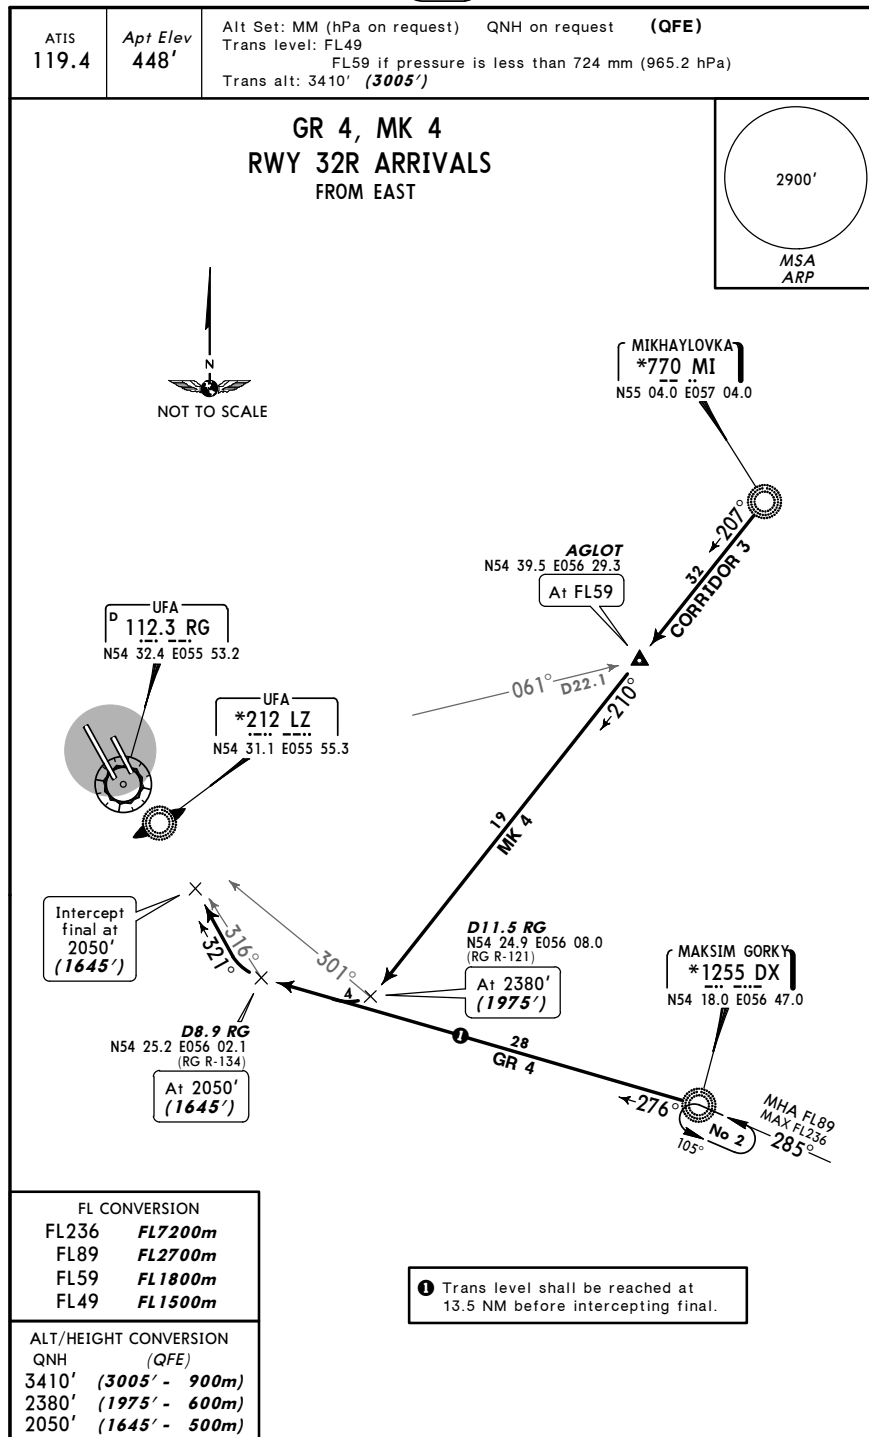 ATIS
119.4
Apt Elev
448'
Alt Set: MM (hPa on request) QNH on request (QFE)
Trans level: FL49
FL59 if pressure is less than 724 mm (965.2 hPa)
Trans alt: 3410' (3005')
GR 4, MK 4
RWY 32R ARRIVALS
FROM EAST
2900'
MSA
ARP
N
NOT TO SCALE
MIKHAYLOVKA
*770 MI
N55 04.0 E057 04.0
207°
32
CORRIDOR 3
AGLOT
N54 39.5 E056 29.3
At FL59
061° D22.1
210°
19
MK 4
UFA
D 112.3 RG
N54 32.4 E055 53.2
UFA
*212 LZ
N54 31.1 E055 55.3
Intercept
final at
2050'
(1645')
316°
321°
301°
D11.5 RG
N54 24.9 E056 08.0
(RG R-121)
At 2380'
(1975')
4
D8.9 RG
N54 25.2 E056 02.1
(RG R-134)
At 2050'
(1645')
MAKSIM GORKY
*1255 DX
N54 18.0 E056 47.0
1
28
GR 4
276°
No 2
105°
MHA FL89
MAX FL236
285°
FL CONVERSION
FL236 FL7200m
FL89 FL2700m
FL59 FL1800m
FL49 FL1500m
1 Trans level shall be reached at
13.5 NM before intercepting final.
ALT/HEIGHT CONVERSION
QNH (QFE)
3410' (3005' - 900m)
2380' (1975' - 600m)
2050' (1645' - 500m)